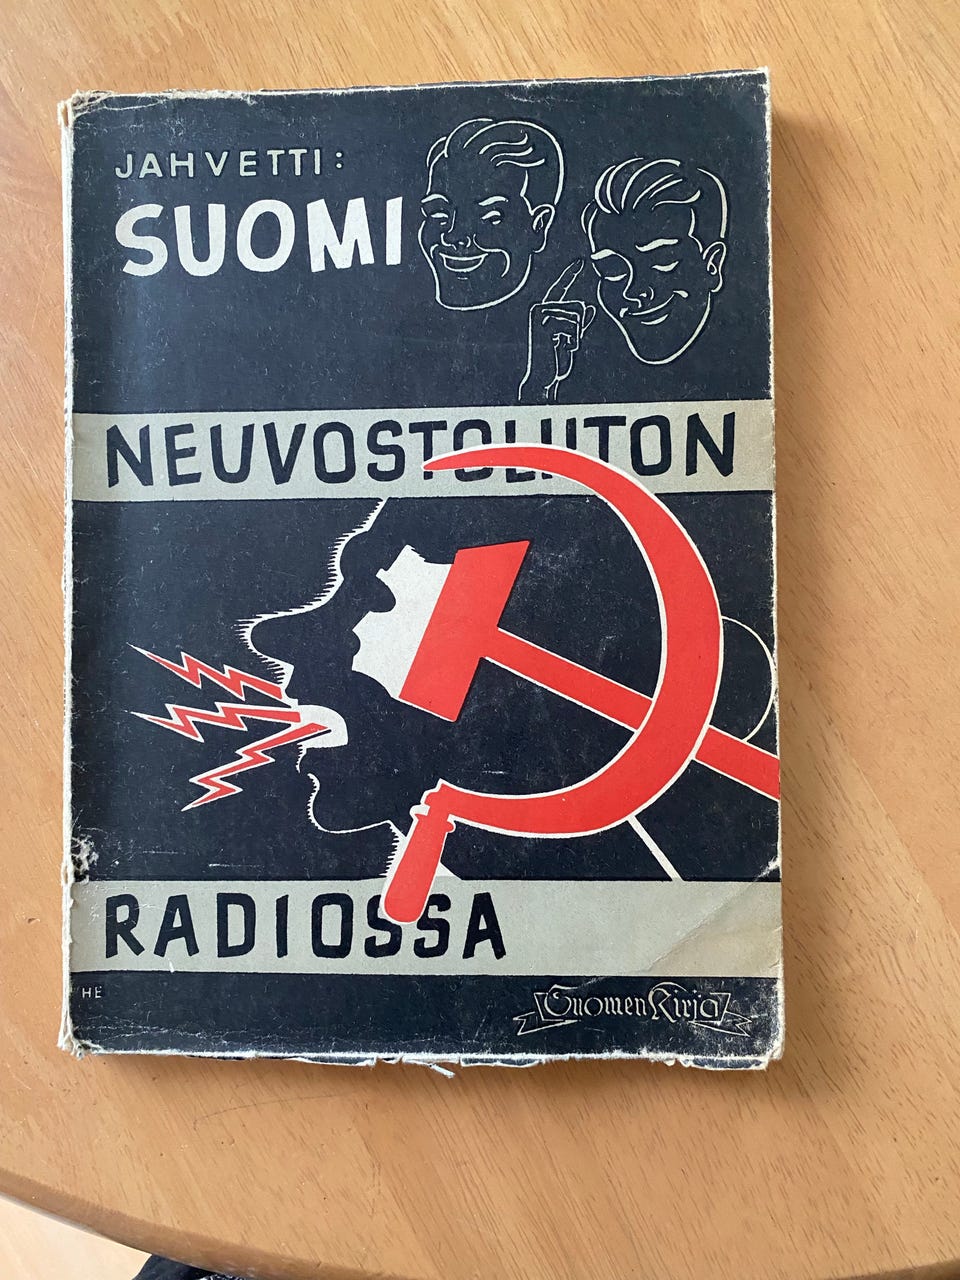 JAHVETTI:
SUOMI
NEUVOSTOLIITON
RADIOSSA
HE
Suomen Kirja